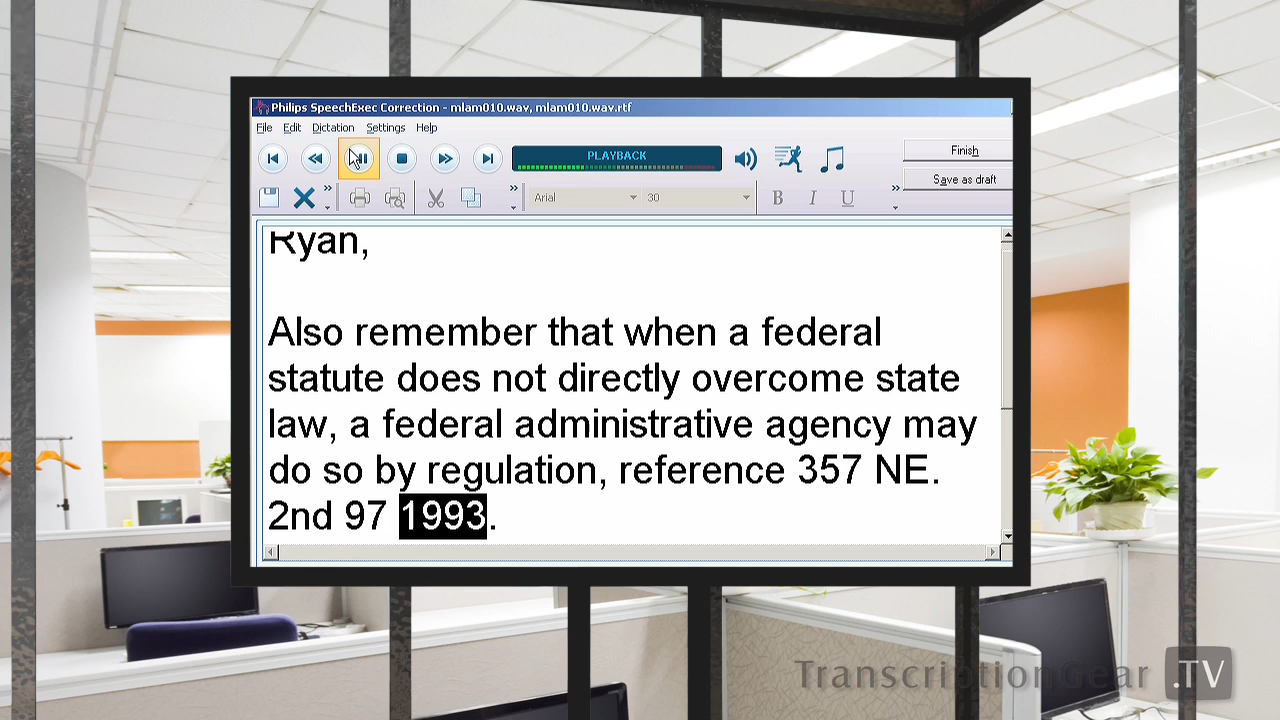 Philips SpeechExec Correction - mlam010.wav, mlam010.wav.rtf
File Edit Dictation Settings Help
PLAYBACK
Finish
Save as draft
Arial 30 B I U
Ryan,
Also remember that when a federal
statute does not directly overcome state
law, a federal administrative agency may
do so by regulation, reference 357 NE.
2nd 97 1993.
TranscriptionGear .TV